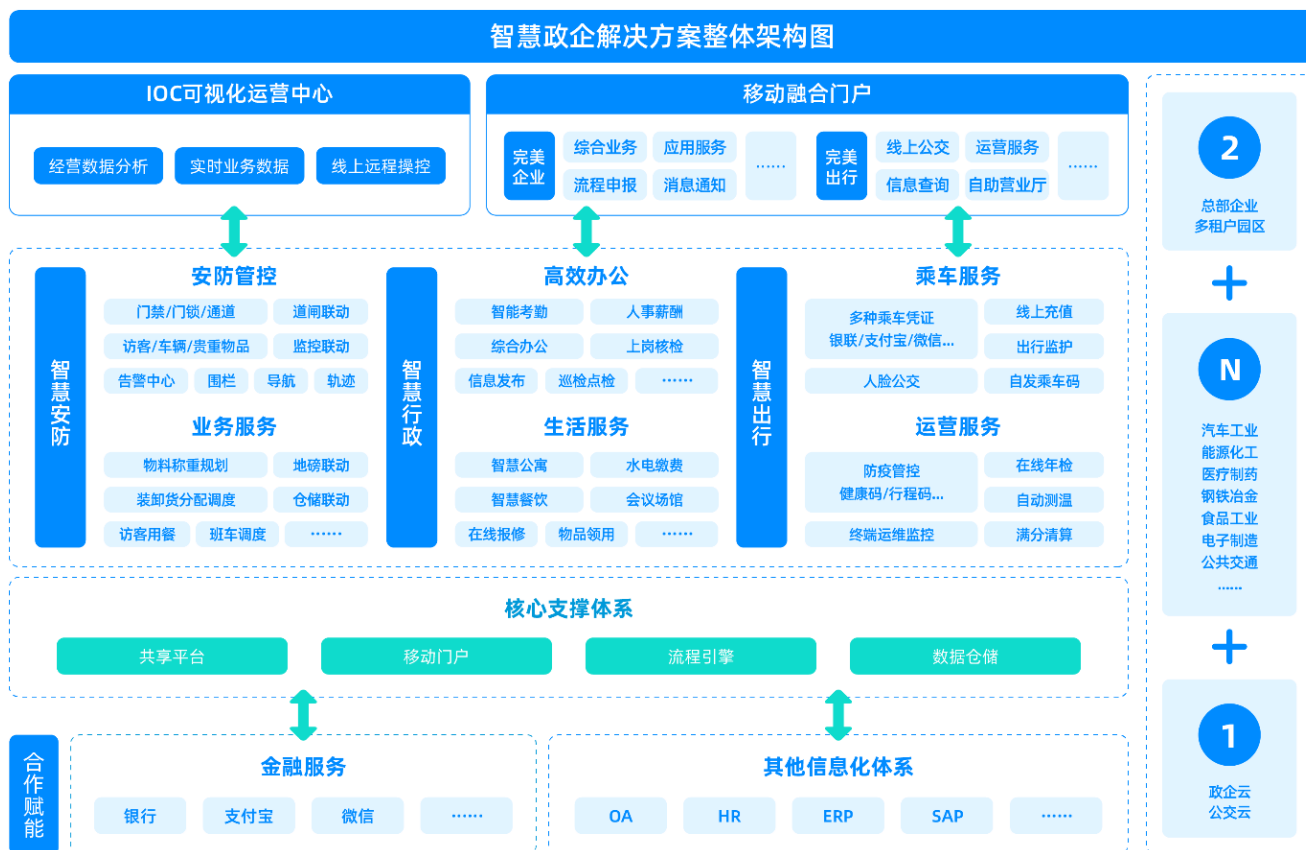 智慧政企解决方案整体架构图
IOC可视化运营中心
经营数据分析
实时业务数据
线上远程操控
移动融合门户
完美
企业
综合业务
应用服务
流程申报
消息通知
······
完美
出行
线上公交
运营服务
信息查询
自助营业厅
······
智慧安防
安防管控
门禁/门锁/通道
道闸联动
访客/车辆/贵重物品
监控联动
告警中心
围栏
导航
轨迹
业务服务
物料称重规划
地磅联动
装卸货分配调度
仓储联动
访客用餐
班车调度
······
智慧行政
高效办公
智能考勤
人事薪酬
综合办公
上岗核检
信息发布
巡检点检
······
生活服务
智慧公寓
水电缴费
智慧餐饮
会议场馆
在线报修
物品领用
······
智慧出行
乘车服务
多种乘车凭证
银联/支付宝/微信...
线上充值
出行监护
人脸公交
自发乘车码
运营服务
防疫管控
健康码/行程码...
在线年检
自动测温
终端运维监控
满分清算
核心支撑体系
共享平台
移动门户
流程引擎
数据仓储
合作赋能
金融服务
银行
支付宝
微信
······
其他信息化体系
OA
HR
ERP
SAP
······
2
总部企业
多租户园区
+
N
汽车工业
能源化工
医疗制药
钢铁冶金
食品工业
电子制造
公共交通
······
+
1
政企云
公交云